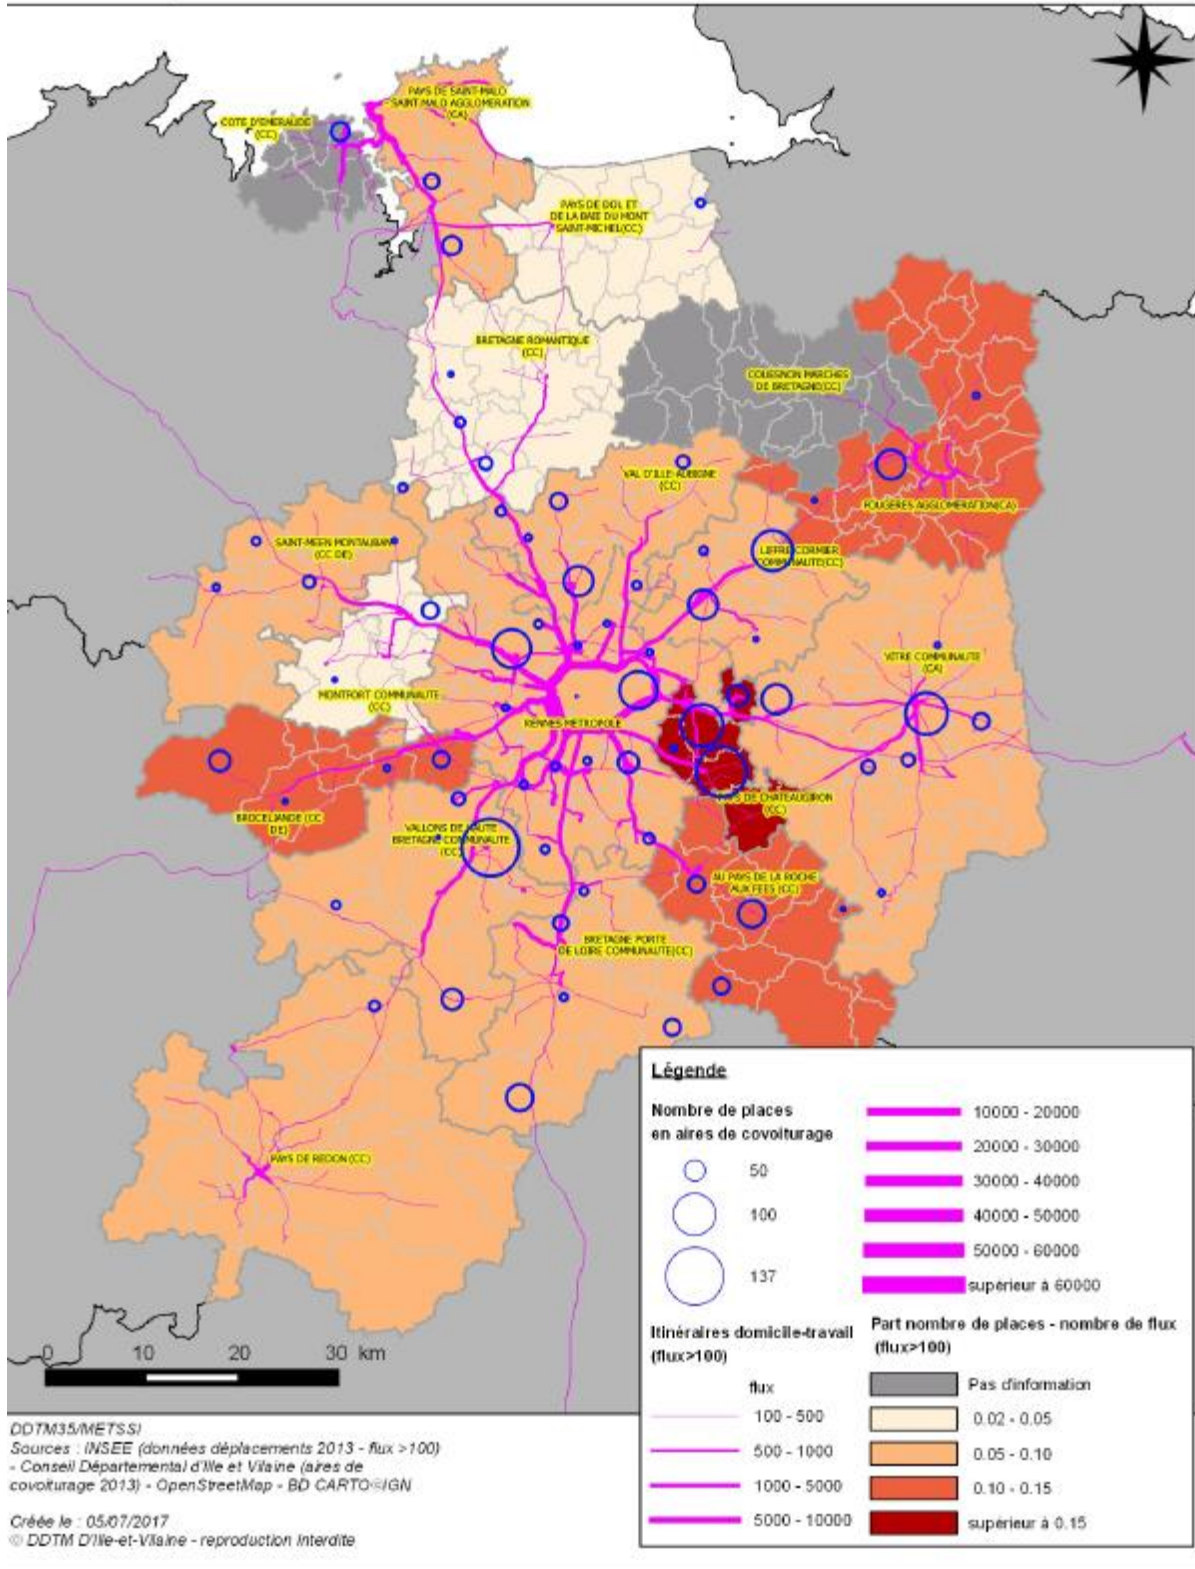 PAYS DE SAINT-MALO
- SAINT MALO AGGLOMERATION
(CA)
COTE D'EMERAUDE
(CC)
PAYS DE DOL ET
DE LA BAIE DU MONT
SAINT-MICHEL(CC)
BRETAGNE ROMANTIQUE
(CC)
COUESNON MARCHES
DE BRETAGNE(CC)
VAL D'ILLE-AUBIGNE
(CC)
FOUGERES AGGLOMERATION(CA)
SAINT-MEEN MONTAUBAN
(CC DE)
LIFFRE CORMIER
COMMUNAUTE(CC)
VITRE COMMUNAUTE
(CA)
MONTFORT COMMUNAUTE
(CC)
RENNES METROPOLE
PAYS DE CHATEAUGIRON
(CC)
BROCELIANDE (CC
DE)
VALLONS DE HAUTE
BRETAGNE COMMUNAUTE
(CC)
AU PAYS DE LA ROCHE
AUX FEES (CC)
BRETAGNE PORTE
DE LOIRE COMMUNAUTE(CC)
PAYS DE REDON (CC)
Légende
Nombre de places
en aires de covoiturage
50
100
137
Itinéraires domicile-travail
(flux>100)
flux
100 - 500
500 - 1000
1000 - 5000
5000 - 10000
10000 - 20000
20000 - 30000
30000 - 40000
40000 - 50000
50000 - 60000
supérieur à 60000
Part nombre de places - nombre de flux
(flux>100)
Pas d'information
0.02 - 0.05
0.05 - 0.10
0.10 - 0.15
supérieur à 0.15
0 10 20 30 km
DDTM35/METSSI
Sources : INSEE (données déplacements 2013 - flux >100)
- Conseil Départemental d'Ille et Vilaine (aires de
covoiturage 2013) - OpenStreetMap - BD CARTO©IGN
Créée le : 05/07/2017
© DDTM D'Ille-et-Vilaine - reproduction interdite